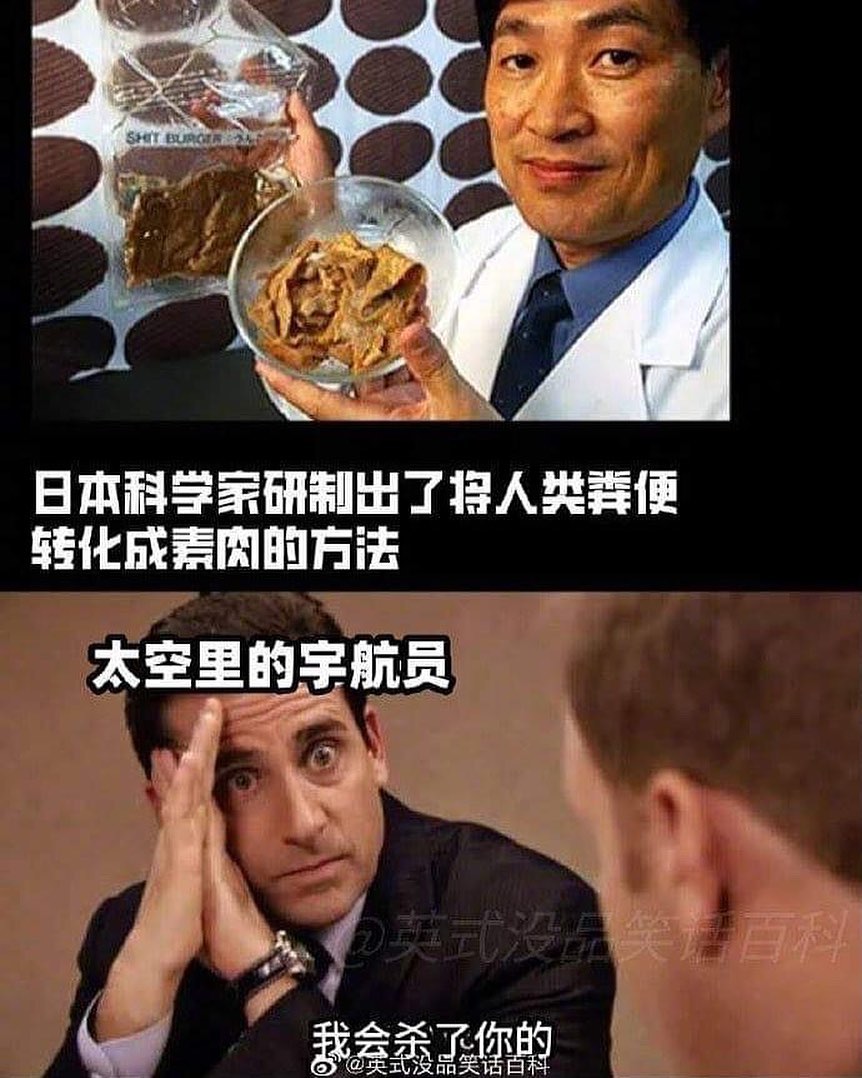 SHIT BURGER
日本科学家研制出了将人类粪便
转化成素肉的方法
太空里的宇航员
@英式没品笑话百科
我会杀了你的
@英式没品笑话百科